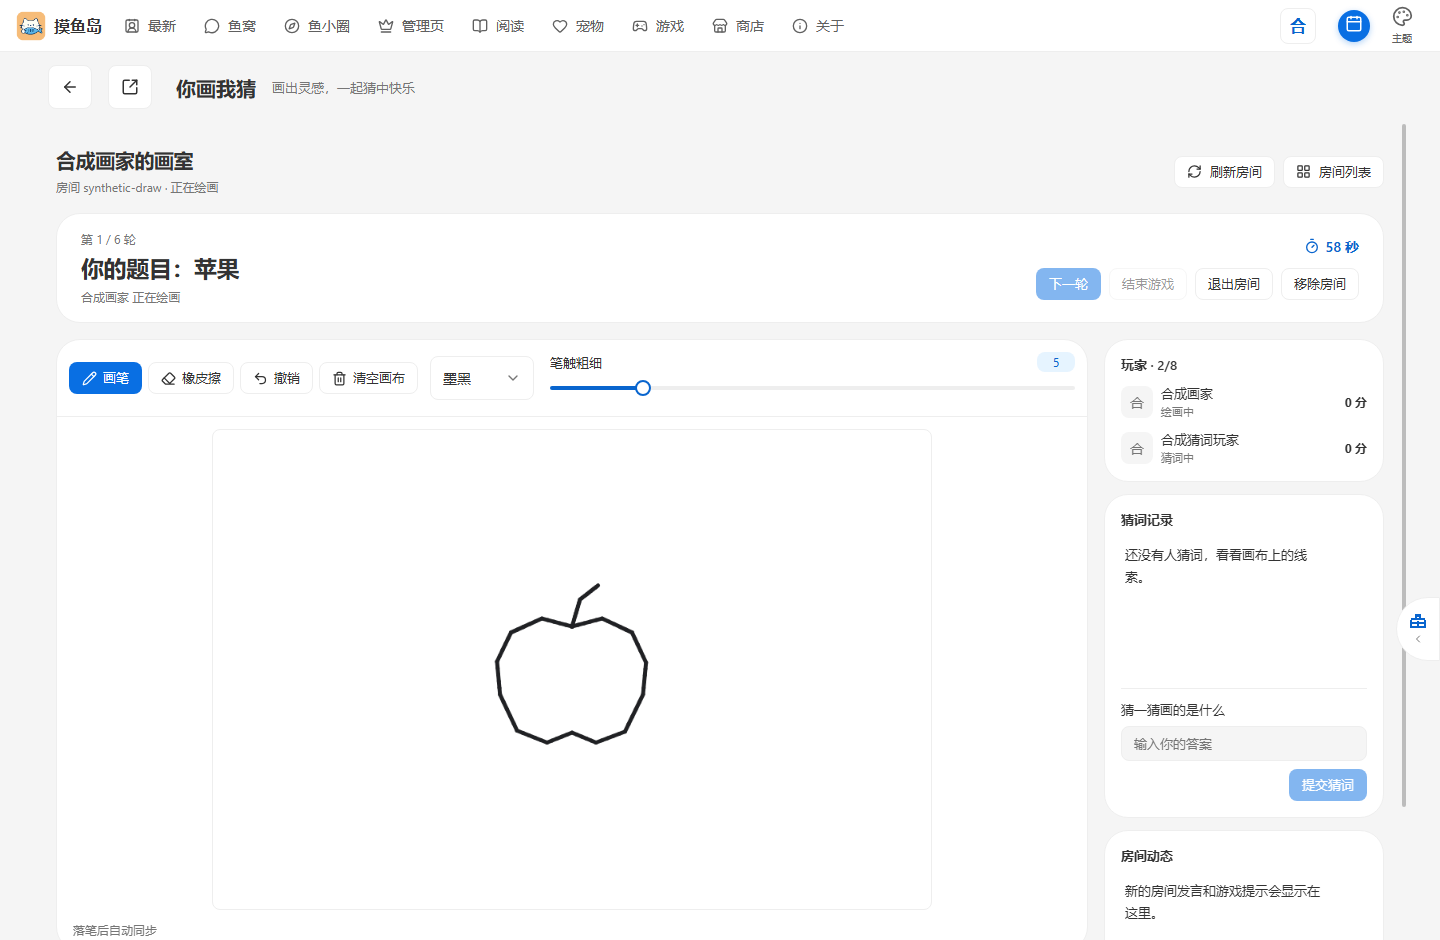 摸鱼岛 最新 鱼窝 鱼小圈 管理页 阅读 宠物 游戏 商店 关于 合 主题
你画我猜 画出灵感，一起猜中快乐
合成画家的画室
房间 synthetic-draw · 正在绘画
刷新房间 房间列表
第 1 / 6 轮
你的题目：苹果
合成画家 正在绘画
58 秒
下一轮 结束游戏 退出房间 移除房间
画笔 橡皮擦 撤销 清空画布 墨黑
笔触粗细 5
落笔后自动同步
玩家 · 2/8
合 合成画家 0 分
绘画中
合 合成猜词玩家 0 分
猜词中
猜词记录
还没有人猜词，看看画布上的线
索。
猜一猜画的是什么
输入你的答案
提交猜词
房间动态
新的房间发言和游戏提示会显示在
这里。